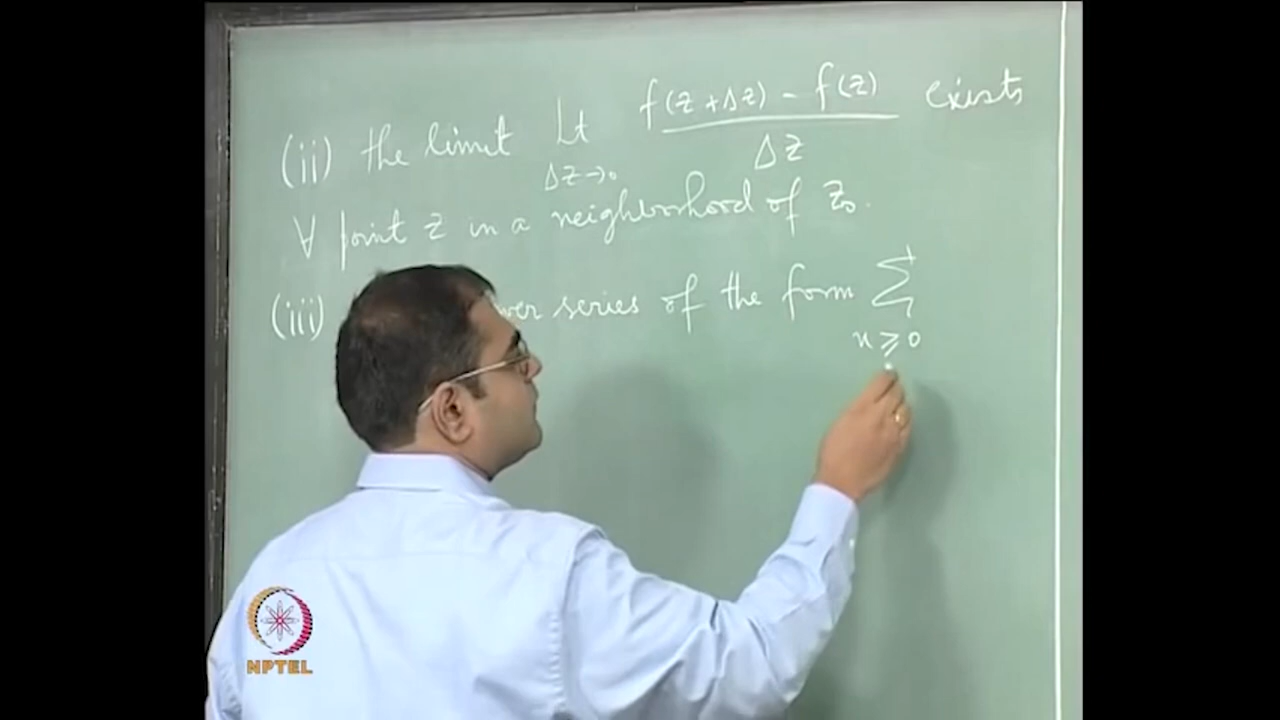 (ii) the limit Lt f(z+Δz) - f(z) exists
Δz→0 Δz
∀ point z in a neighborhood of z₀.
(iii) series of the form Σ
n ≥ 0
NPTEL